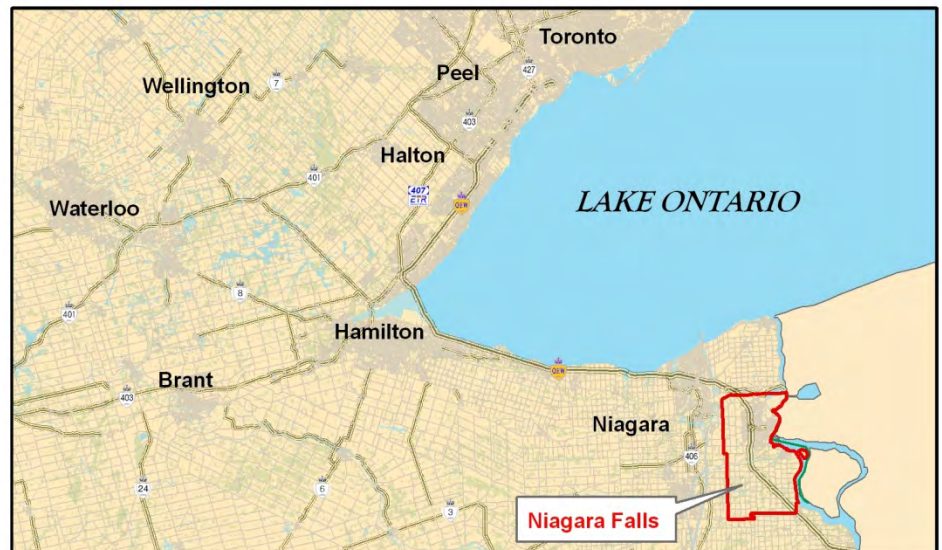 Toronto
Peel
427
Wellington
7
403
Halton
401
407
ETR
QEW
Waterloo
LAKE ONTARIO
8
401
Hamilton
QEW
Brant
403
Niagara
406
24
6
3
Niagara Falls